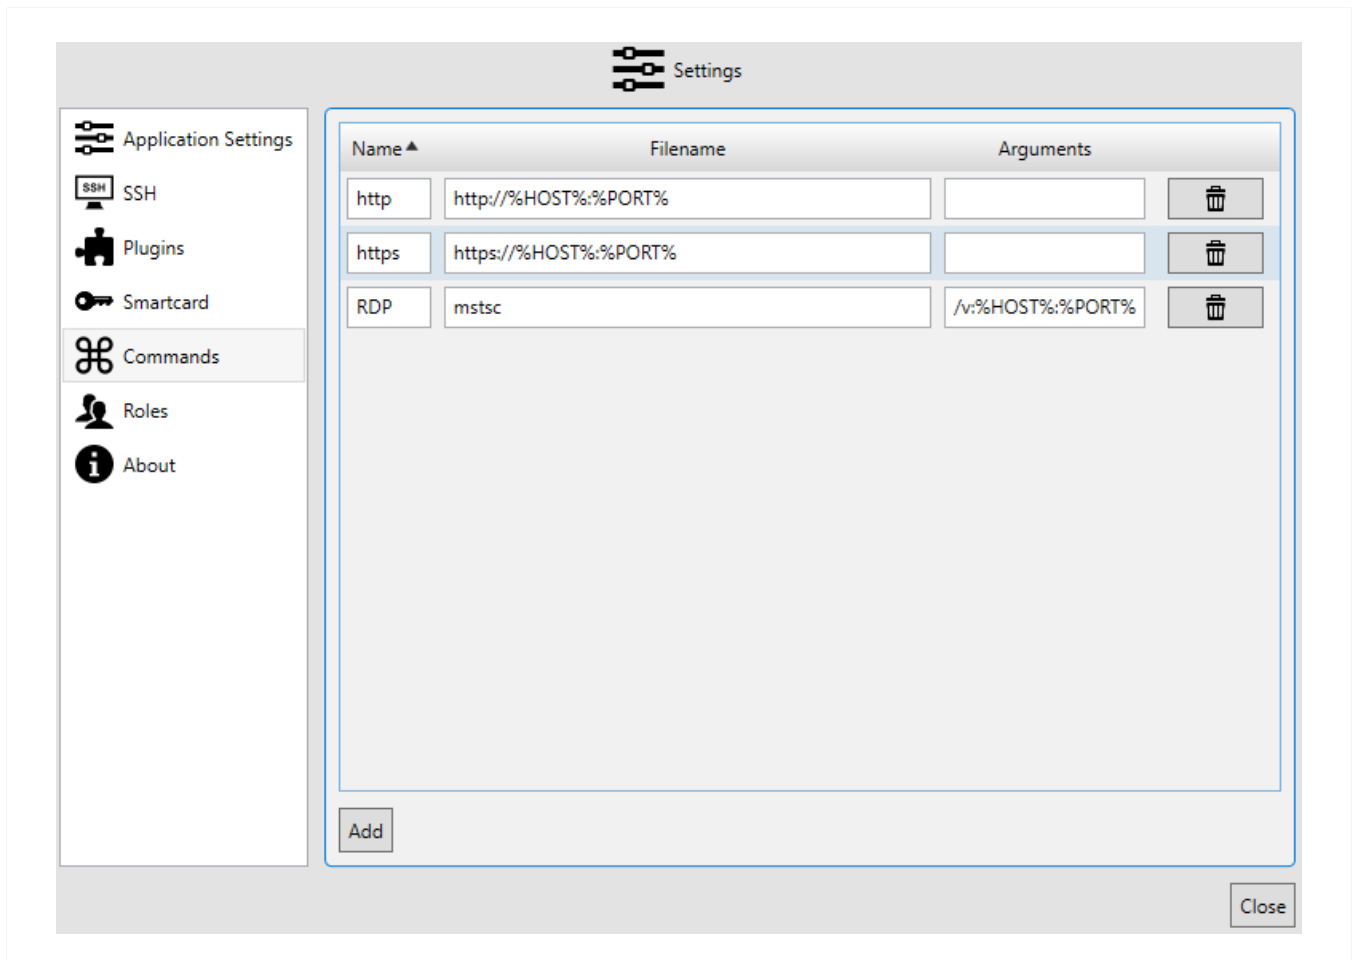 Settings
Application Settings
SSH
SSH
Plugins
Smartcard
Commands
Roles
About
Name Filename Arguments
http http://%HOST%:%PORT%
https https://%HOST%:%PORT%
RDP mstsc /v:%HOST%:%PORT%
Add
Close